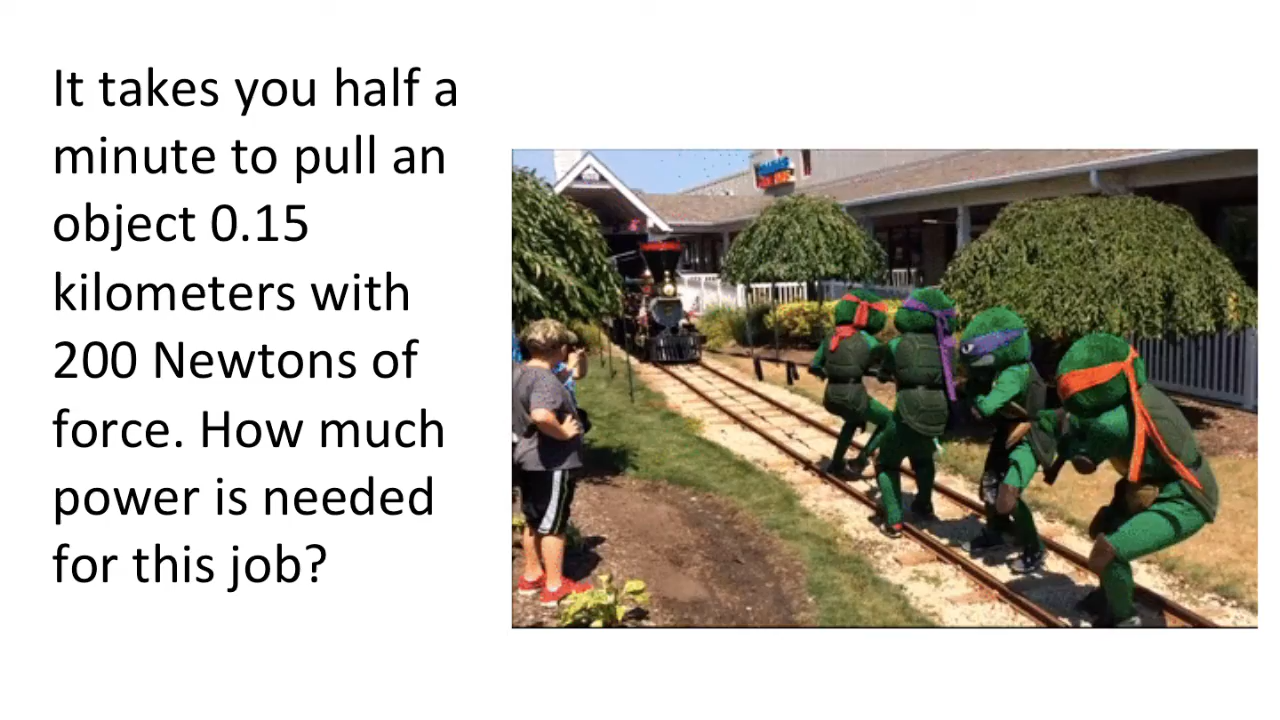 It takes you half a
minute to pull an
object 0.15
kilometers with
200 Newtons of
force. How much
power is needed
for this job?